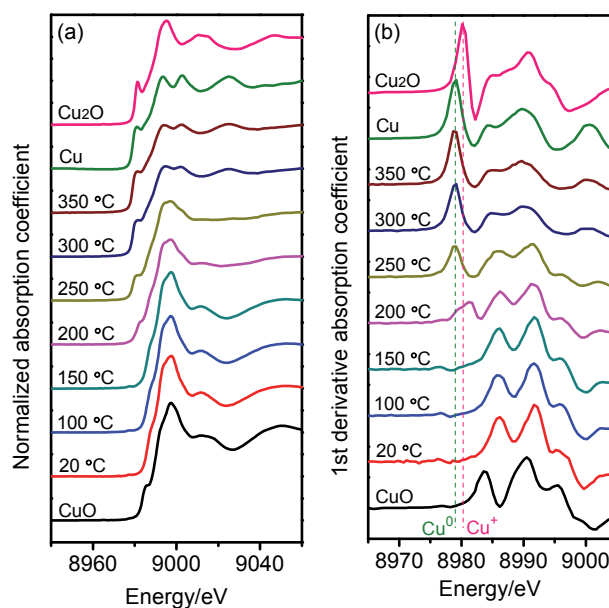 (a)
Cu₂O
Cu
350 °C
300 °C
250 °C
200 °C
150 °C
100 °C
20 °C
CuO
Normalized absorption coefficient
8960 9000 9040
Energy/eV
(b)
Cu₂O
Cu
350 °C
300 °C
250 °C
200 °C
150 °C
100 °C
20 °C
CuO
Cu⁰ Cu⁺
1st derivative absorption coefficient
8970 8980 8990 9000
Energy/eV